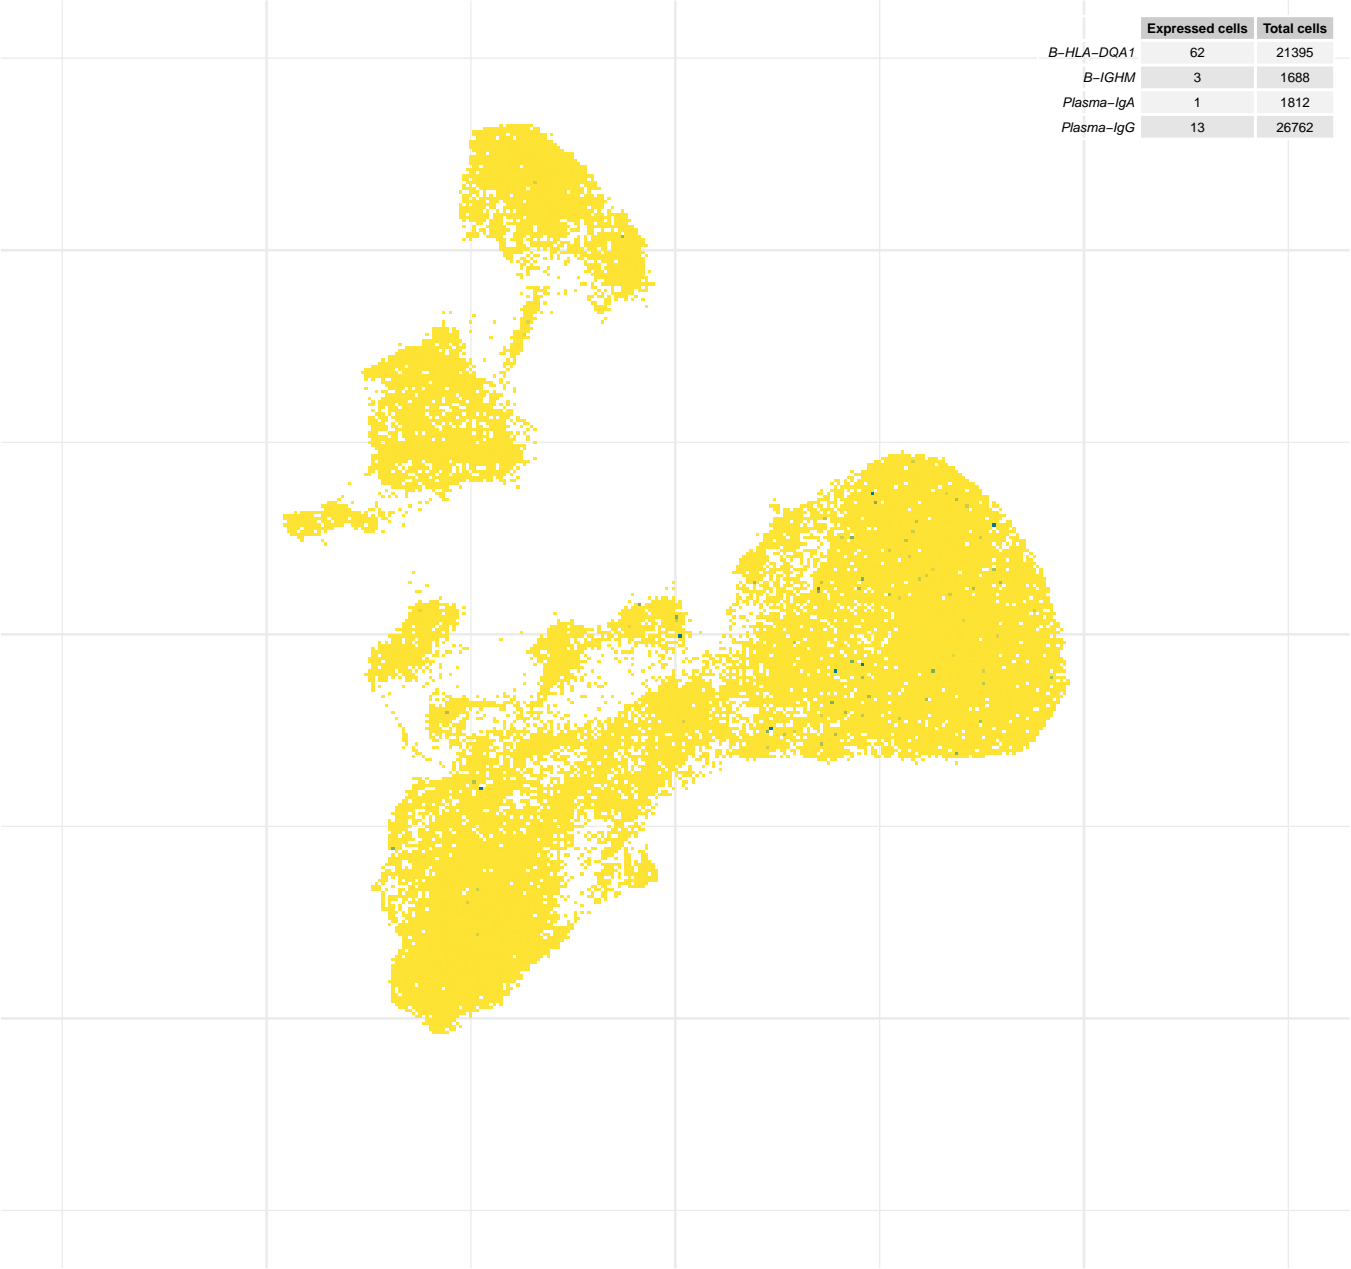 Expressed cells Total cells
B−HLA−DQA1 62 21395
B−IGHM 3 1688
Plasma−IgA 1 1812
Plasma−IgG 13 26762